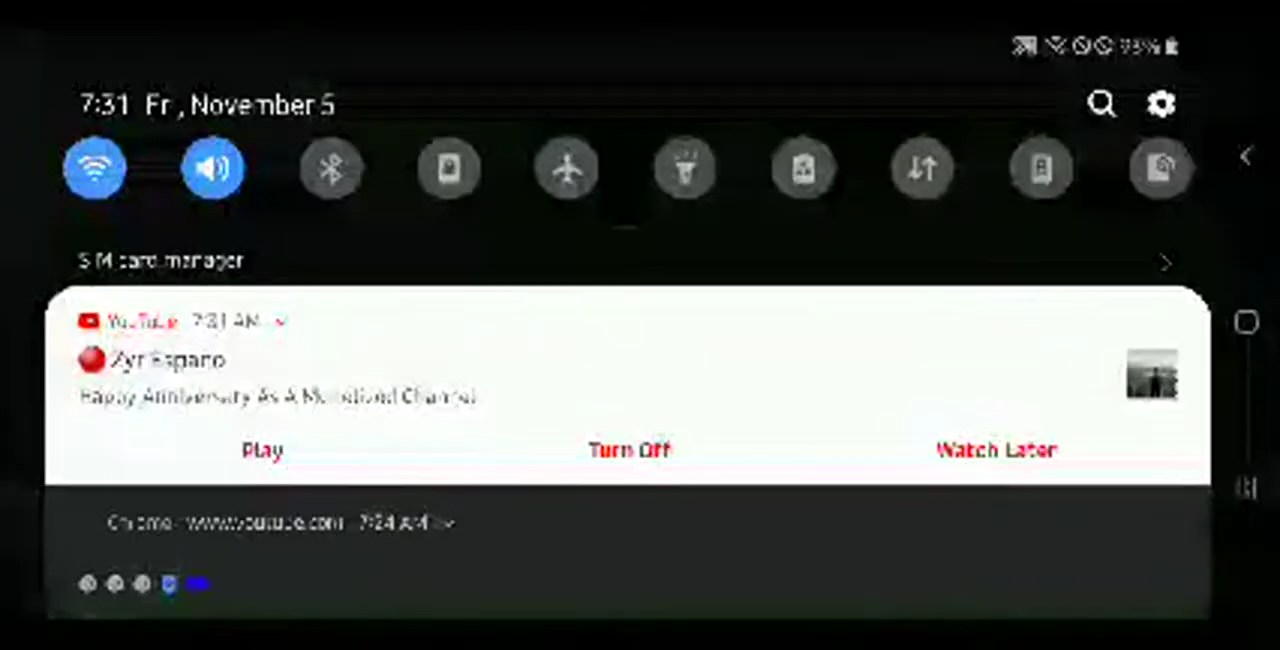 93%
7:31 Fri, November 5
SIM card manager
YouTube 7:31 AM
Zyr Espano
Happy Anniversary As A Monetized Channel
Play Turn Off Watch Later
Chrome www.youtube.com 7:24 AM